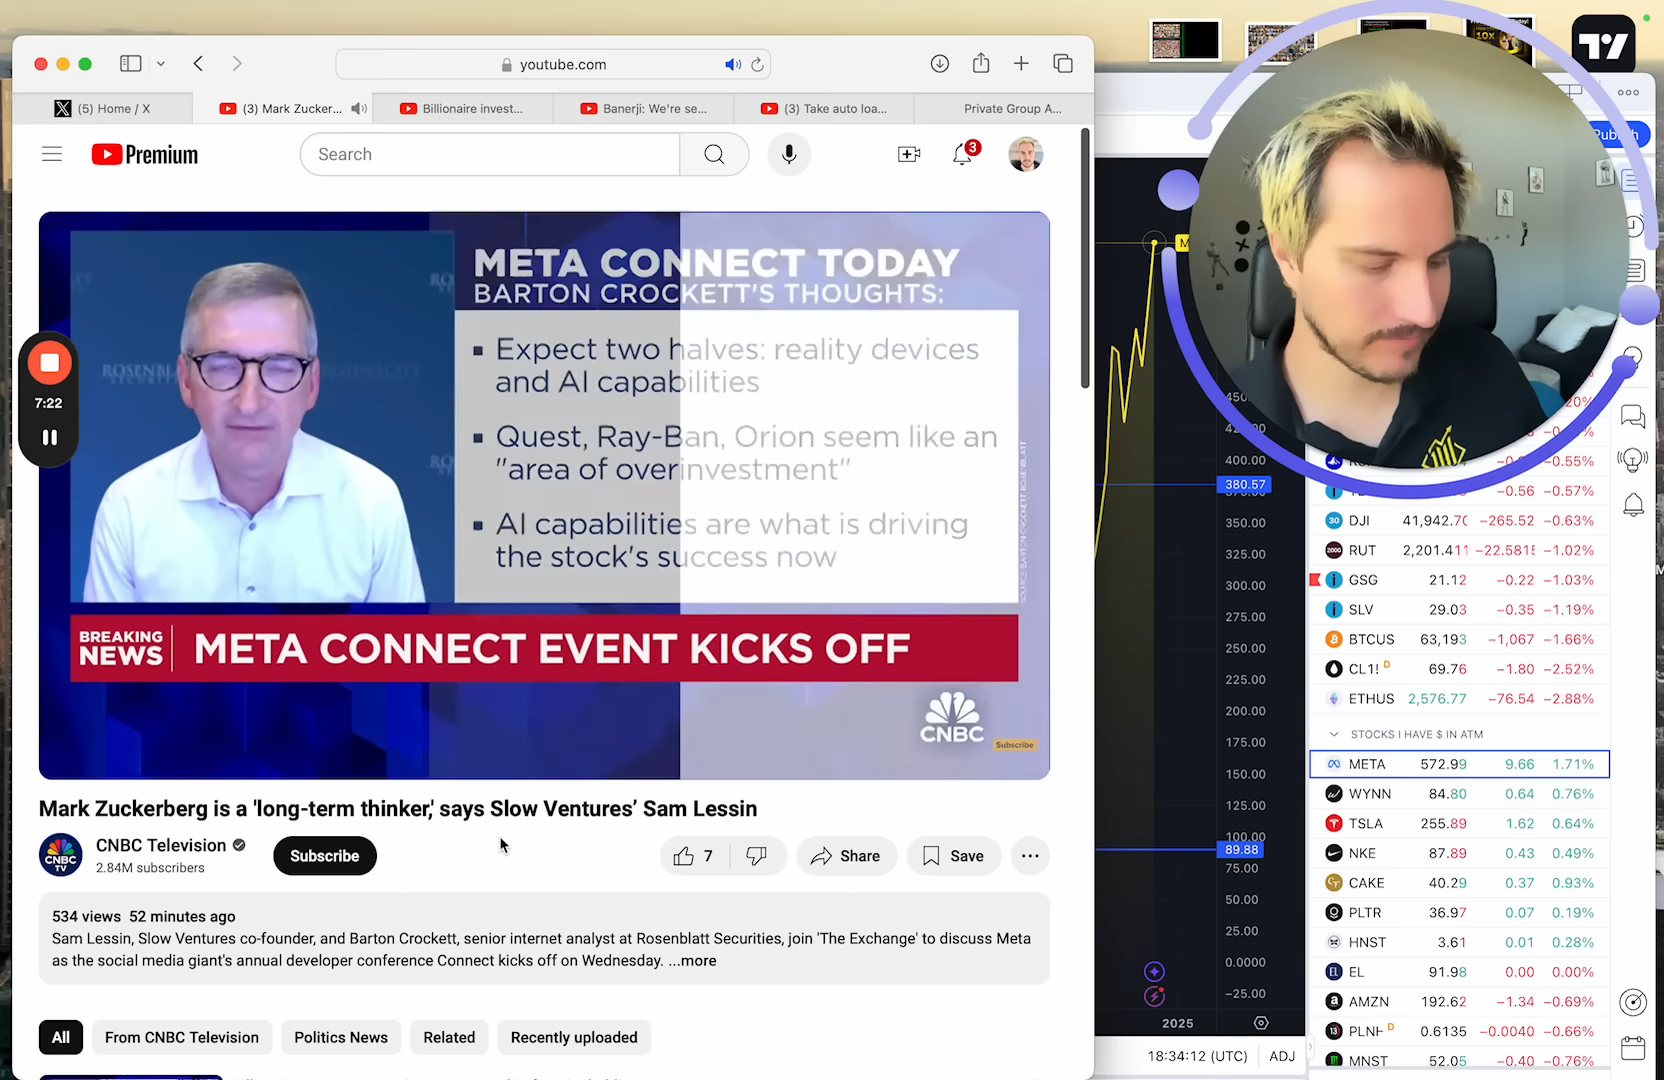 youtube.com
(5) Home / X
(3) Mark Zucker...
Billionaire invest...
Banerji: We're se...
(3) Take auto loa...
Private Group A...
Premium
Search
3
META CONNECT TODAY
BARTON CROCKETT'S THOUGHTS:
Expect two halves: reality devices
and AI capabilities
Quest, Ray-Ban, Orion seem like an
"area of overinvestment"
AI capabilities are what is driving
the stock's success now
BREAKING
NEWS
META CONNECT EVENT KICKS OFF
CNBC
Subscribe
7:22
Mark Zuckerberg is a 'long-term thinker,' says Slow Ventures' Sam Lessin
CNBC
TV
CNBC Television
2.84M subscribers
Subscribe
7
Share
Save
534 views 52 minutes ago
Sam Lessin, Slow Ventures co-founder, and Barton Crockett, senior internet analyst at Rosenblatt Securities, join 'The Exchange' to discuss Meta
as the social media giant's annual developer conference Connect kicks off on Wednesday. ...more
All
From CNBC Television
Politics News
Related
Recently uploaded
400.00
380.57
350.00
325.00
300.00
275.00
250.00
225.00
200.00
175.00
150.00
125.00
100.00
89.88
75.00
50.00
25.00
0.0000
−25.00
2025
18:34:12 (UTC) ADJ
−0.55%
−0.56 −0.57%
DJI 41,942.70 −265.52 −0.63%
RUT 2,201.411 −22.5815 −1.02%
GSG 21.12 −0.22 −1.03%
SLV 29.03 −0.35 −1.19%
BTCUS 63,193 −1,067 −1.66%
CL1! D 69.76 −1.80 −2.52%
ETHUS 2,576.77 −76.54 −2.88%
STOCKS I HAVE $ IN ATM
META 572.99 9.66 1.71%
WYNN 84.80 0.64 0.76%
TSLA 255.89 1.62 0.64%
NKE 87.89 0.43 0.49%
CAKE 40.29 0.37 0.93%
PLTR 36.97 0.07 0.19%
HNST 3.61 0.01 0.28%
EL 91.98 0.00 0.00%
AMZN 192.62 −1.34 −0.69%
PLNH D 0.6135 −0.0040 −0.66%
MNST 52.05 −0.40 −0.76%